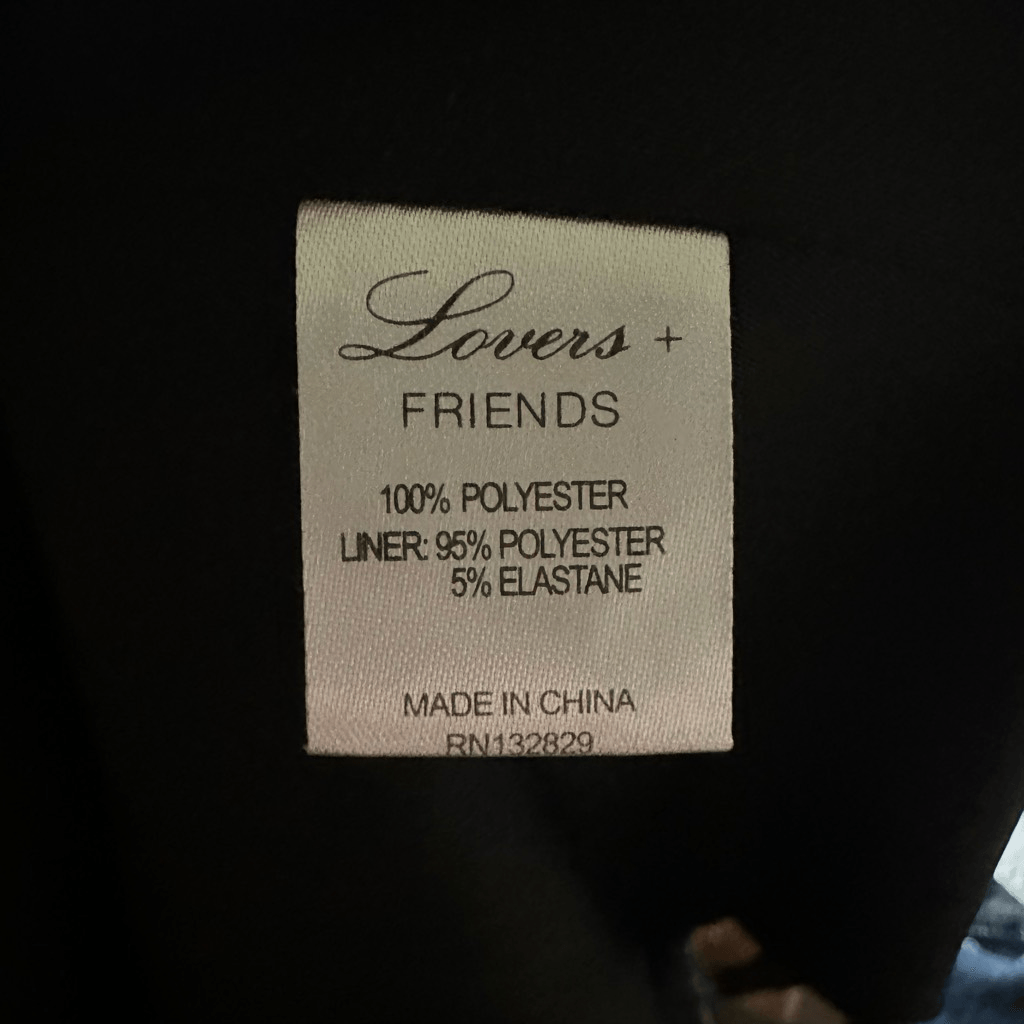 Lovers +
FRIENDS
100% POLYESTER
LINER: 95% POLYESTER
5% ELASTANE
MADE IN CHINA
RN132829